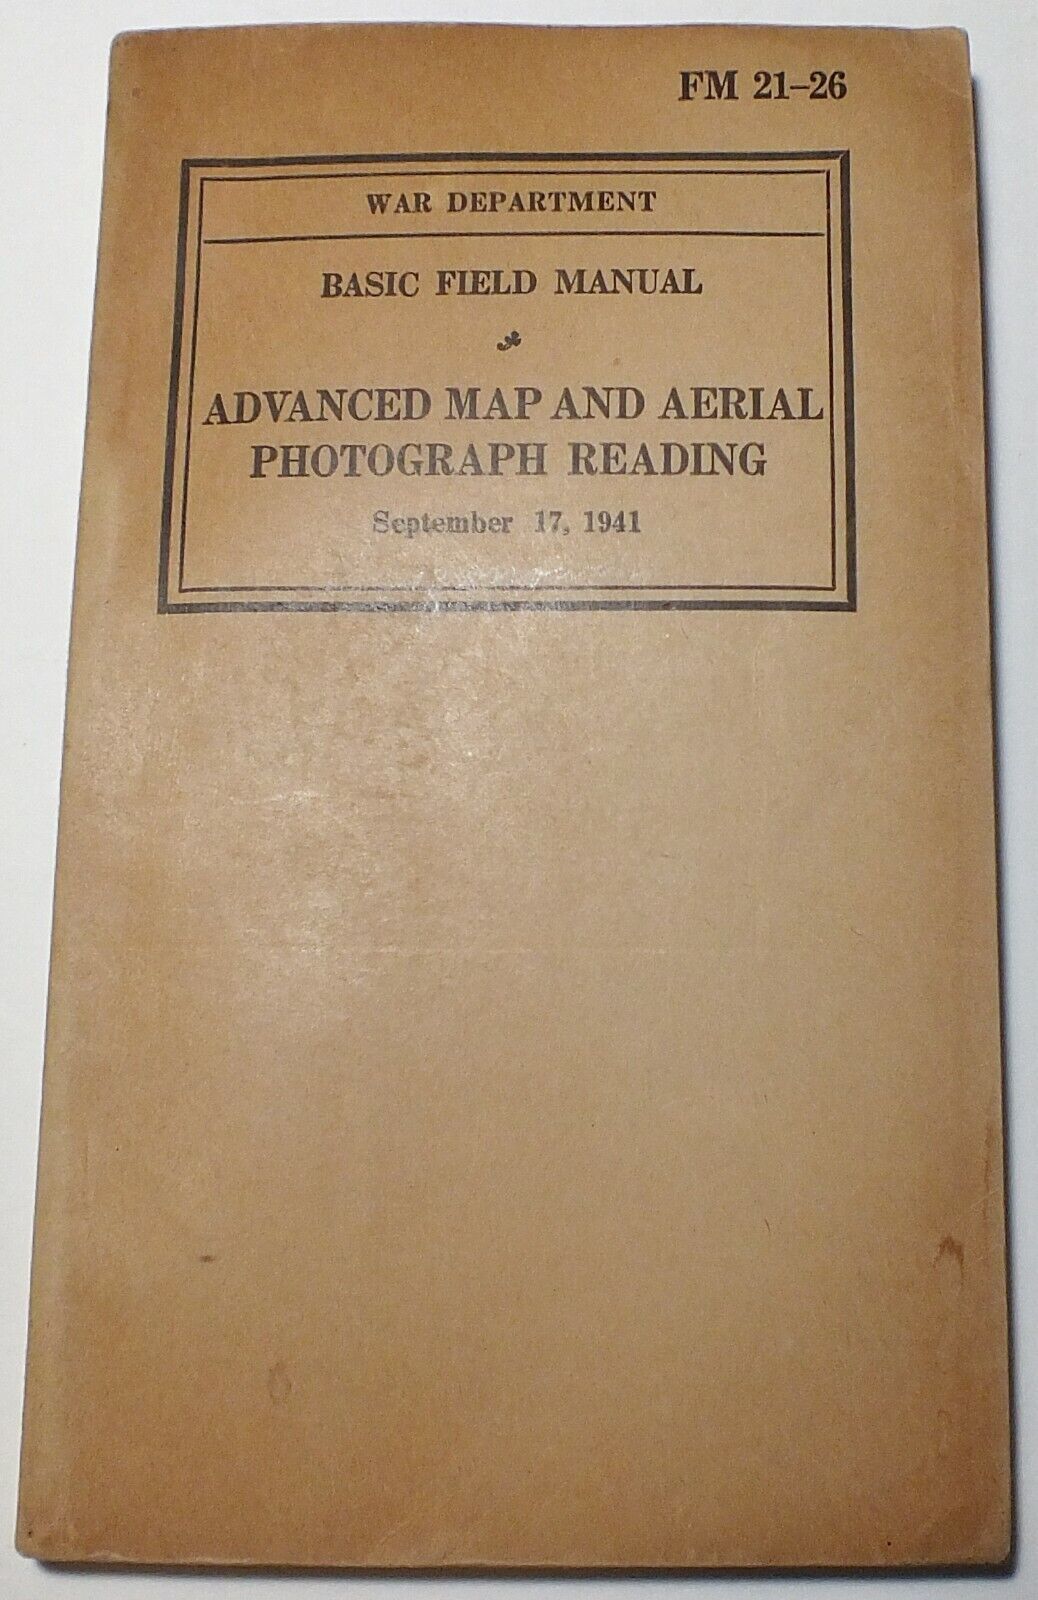 FM 21–26
WAR DEPARTMENT
BASIC FIELD MANUAL
ADVANCED MAP AND AERIAL
PHOTOGRAPH READING
September 17, 1941